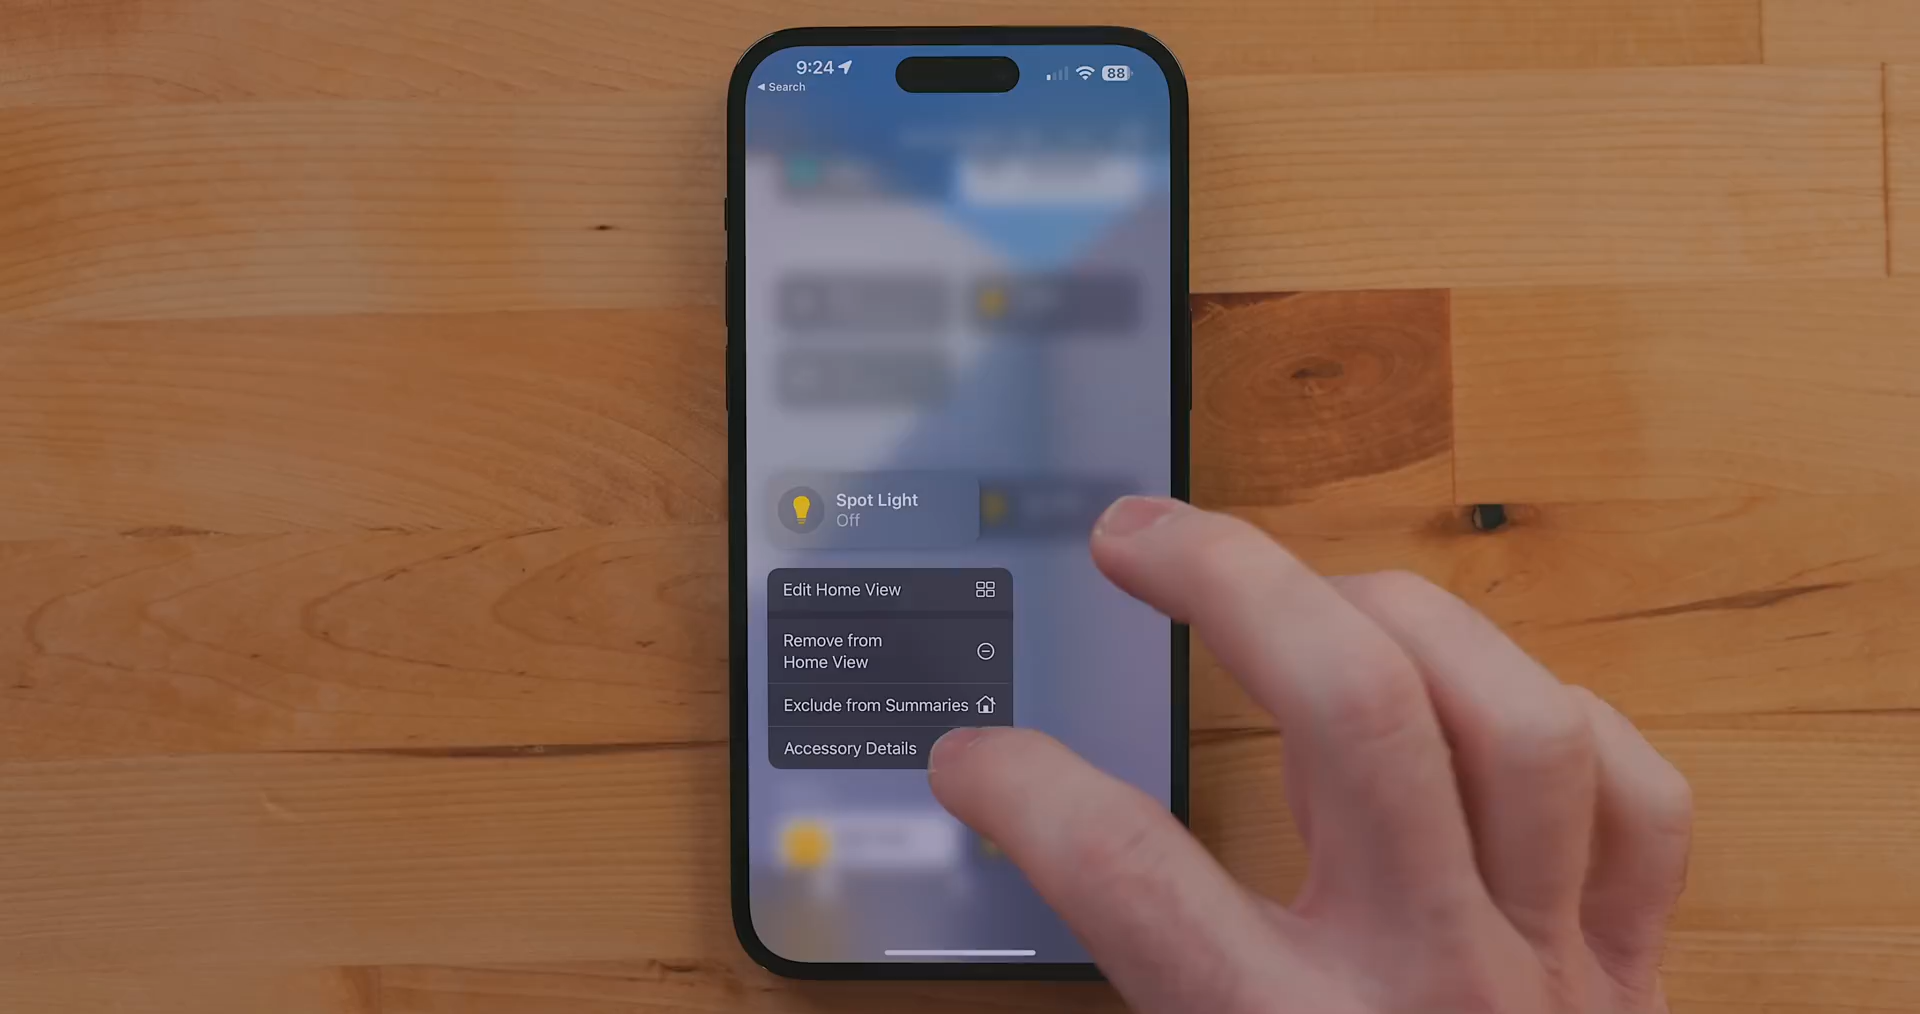 9:24
88
Search
Spot Light
Off
Edit Home View
Remove from
Home View
Exclude from Summaries
Accessory Details